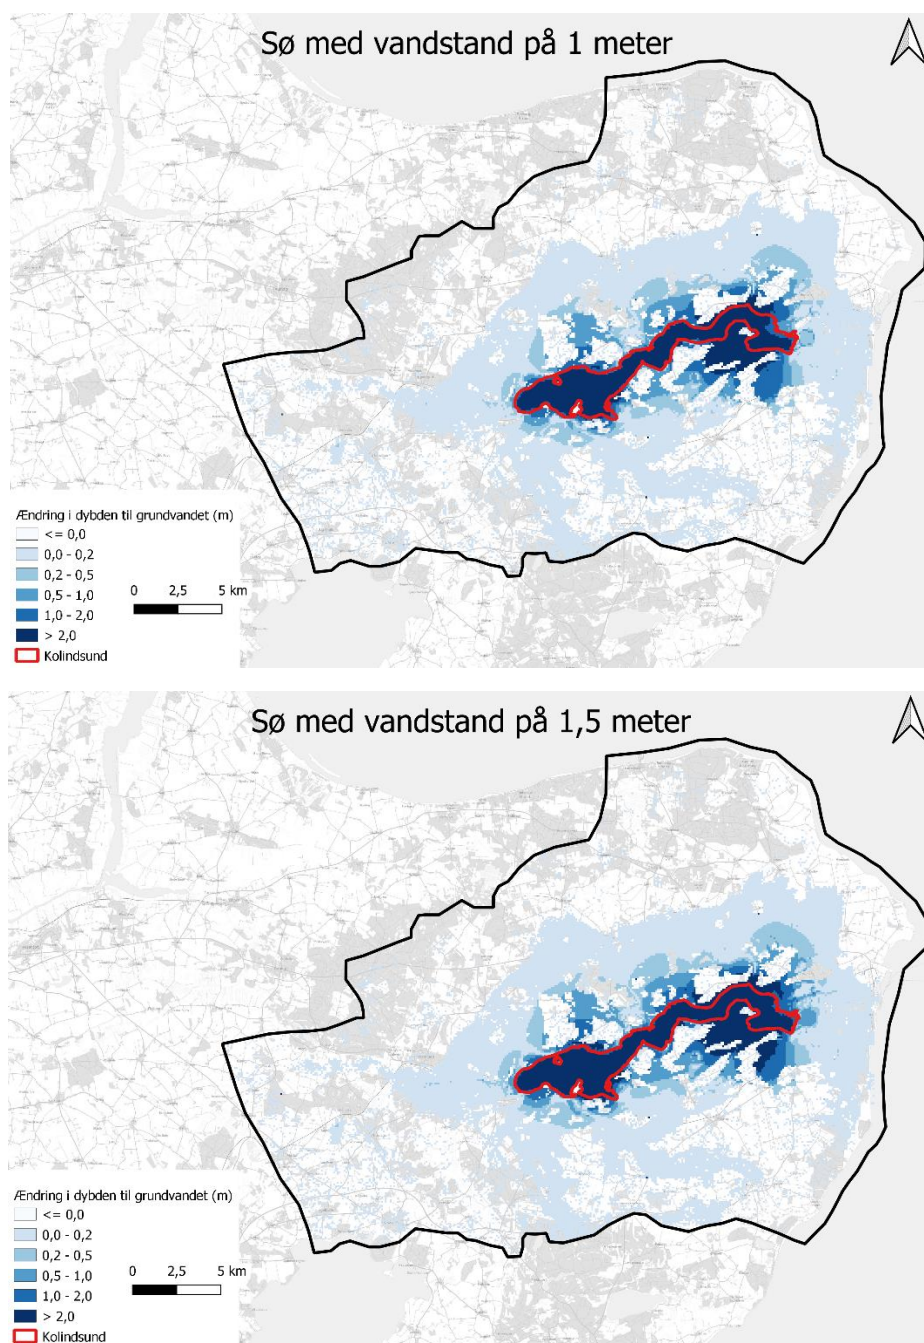 Sø med vandstand på 1 meter
Ændring i dybden til grundvandet (m)
<= 0,0
0,0 - 0,2
0,2 - 0,5
0,5 - 1,0
1,0 - 2,0
> 2,0
Kolindsund
0 2,5 5 km
Sø med vandstand på 1,5 meter
Ændring i dybden til grundvandet (m)
<= 0,0
0,0 - 0,2
0,2 - 0,5
0,5 - 1,0
1,0 - 2,0
> 2,0
Kolindsund
0 2,5 5 km